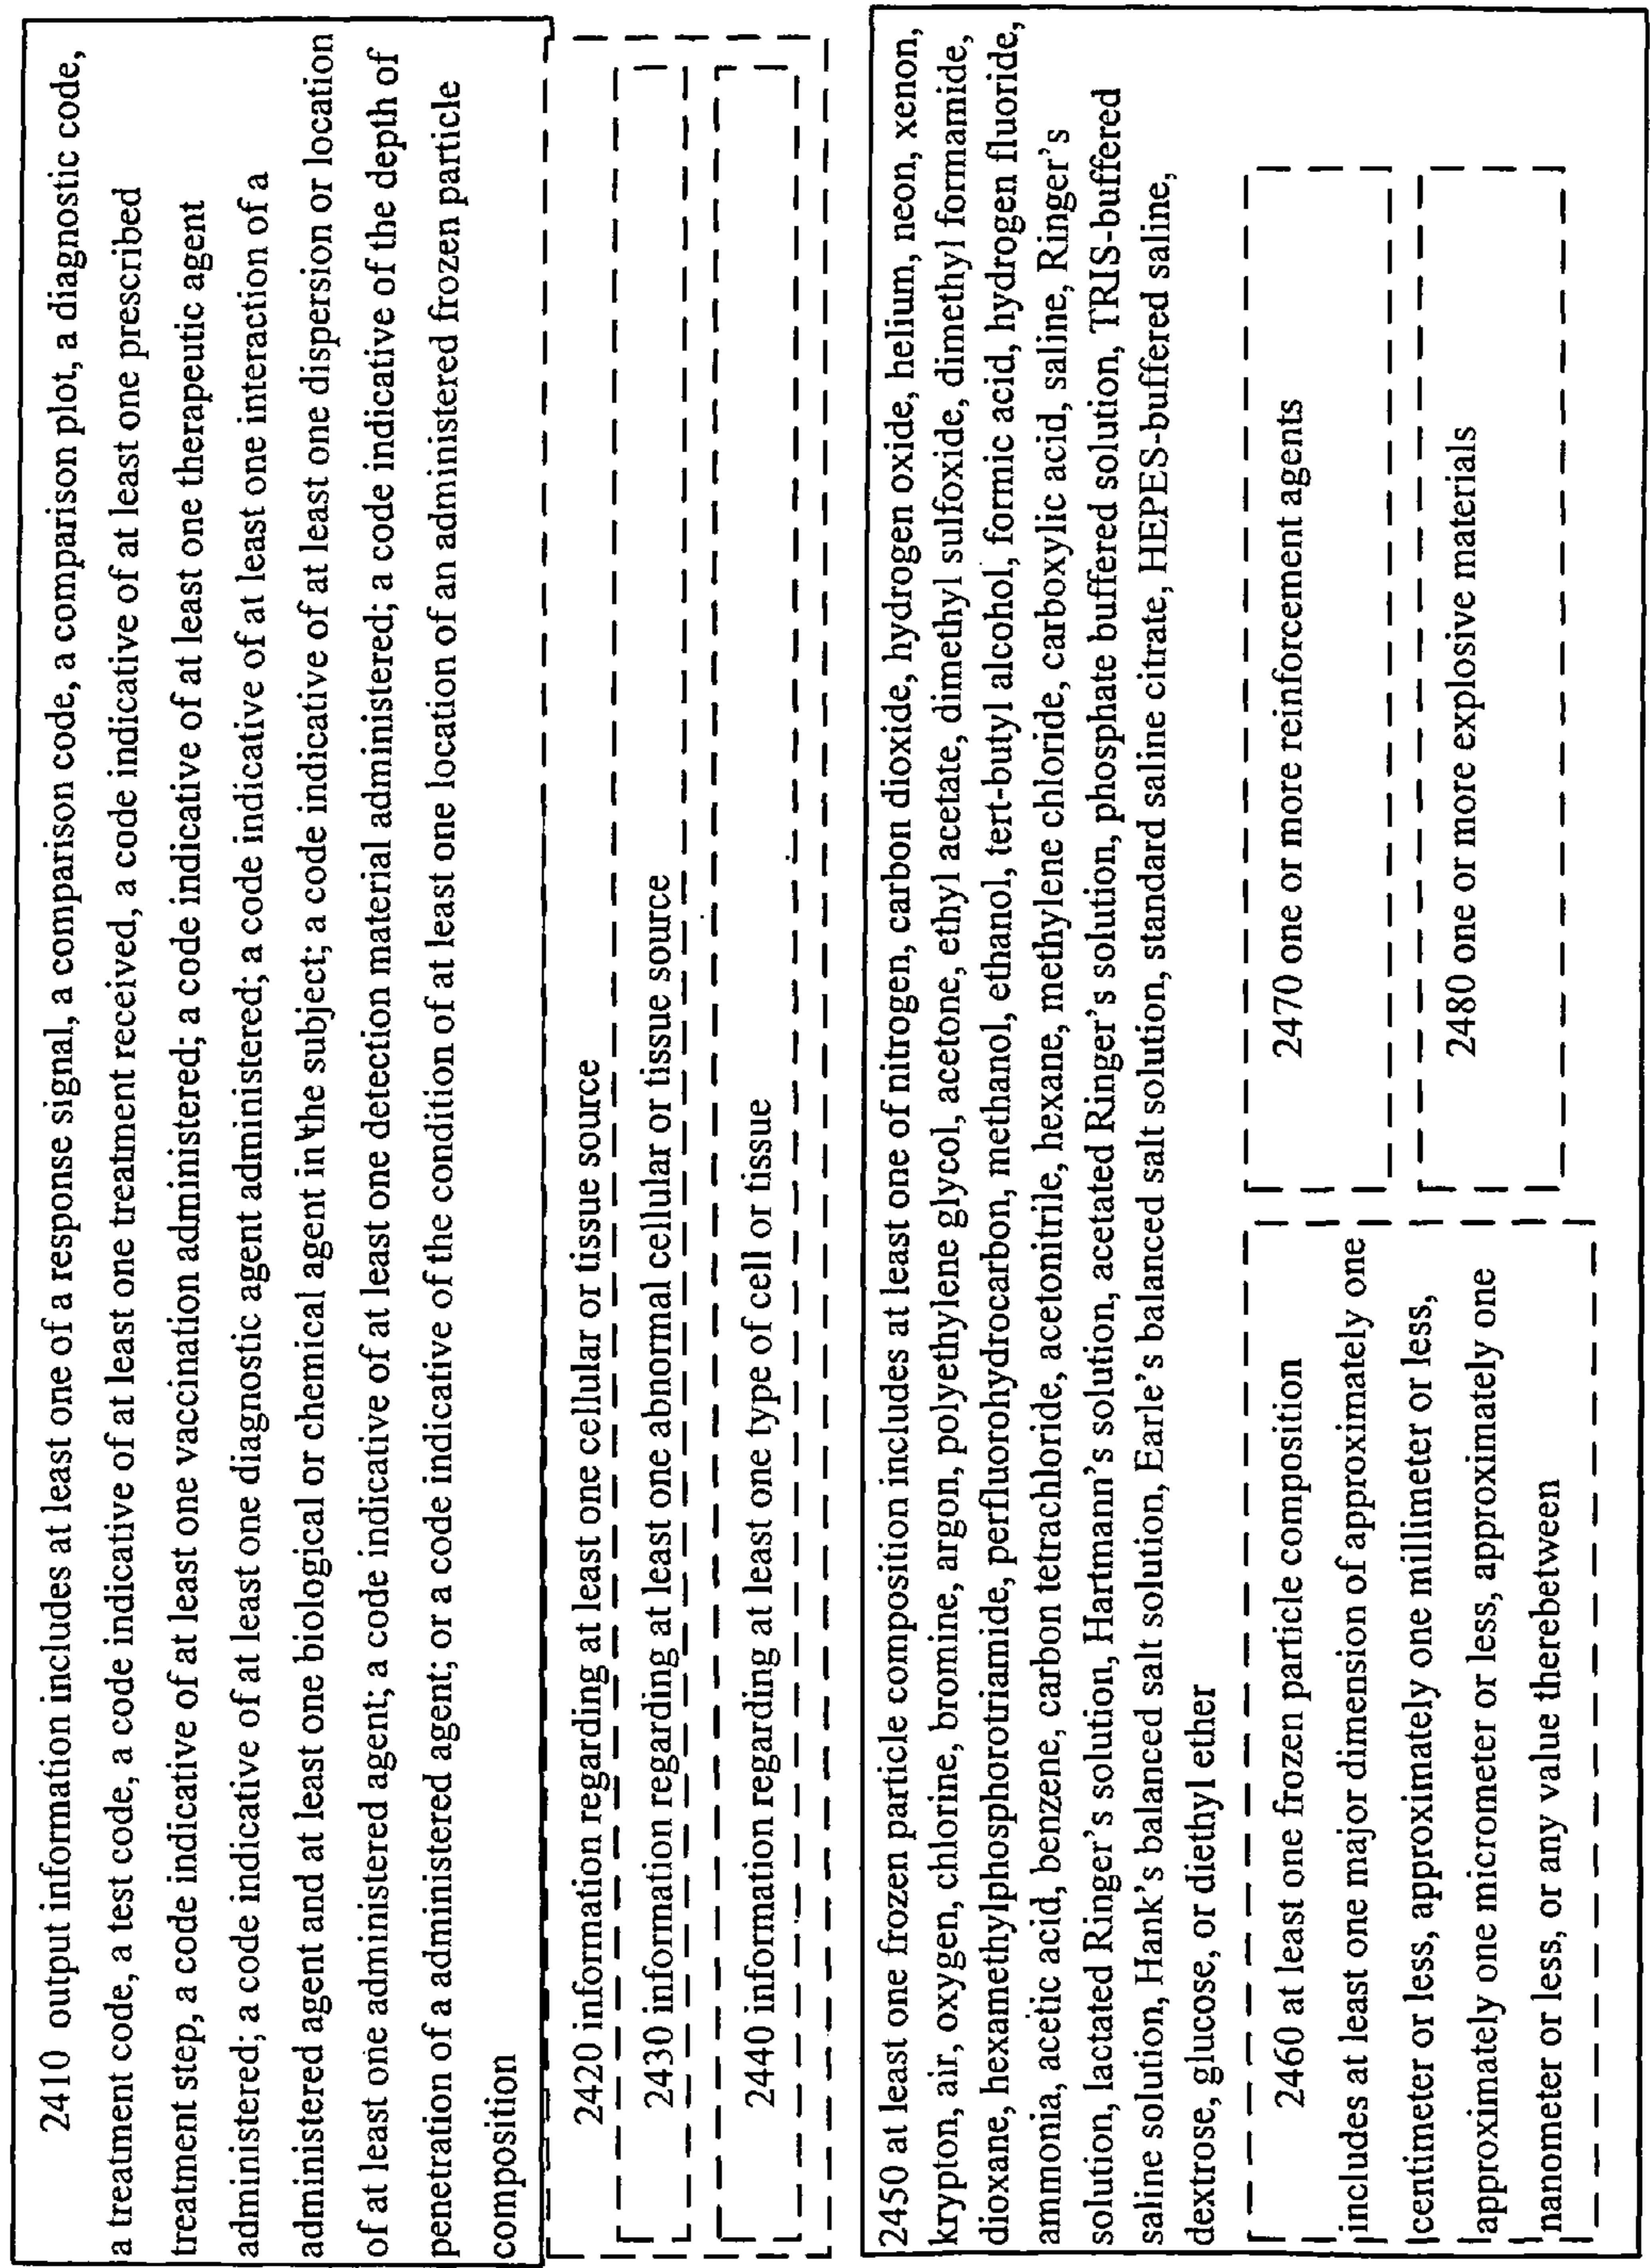 2410 output information includes at least one of a response signal, a comparison code, a comparison plot, a diagnostic code,
a treatment code, a test code, a code indicative of at least one treatment received, a code indicative of at least one prescribed
treatment step, a code indicative of at least one vaccination administered; a code indicative of at least one therapeutic agent
administered; a code indicative of at least one diagnostic agent administered; a code indicative of at least one interaction of a
administered agent and at least one biological or chemical agent in the subject; a code indicative of at least one dispersion or location
of at least one administered agent; a code indicative of at least one detection material administered; a code indicative of the depth of
penetration of a administered agent; or a code indicative of the condition of at least one location of an administered frozen particle
composition
2420 information regarding at least one cellular or tissue source
2430 information regarding at least one abnormal cellular or tissue source
2440 information regarding at least one type of cell or tissue
2450 at least one frozen particle composition includes at least one of nitrogen, carbon dioxide, hydrogen oxide, helium, neon, xenon,
krypton, air, oxygen, chlorine, bromine, argon, polyethylene glycol, acetone, ethyl acetate, dimethyl sulfoxide, dimethyl formamide,
dioxane, hexamethylphosphorotriamide, perfluorohydrocarbon, methanol, ethanol, tert-butyl alcohol, formic acid, hydrogen fluoride,
ammonia, acetic acid, benzene, carbon tetrachloride, acetonitrile, hexane, methylene chloride, carboxylic acid, saline, Ringer's
solution, lactated Ringer's solution, Hartmann's solution, acetated Ringer's solution, phosphate buffered solution, TRIS-buffered
saline solution, Hank's balanced salt solution, Earle's balanced salt solution, standard saline citrate, HEPES-buffered saline,
dextrose, glucose, or diethyl ether
2460 at least one frozen particle composition
includes at least one major dimension of approximately one
centimeter or less, approximately one millimeter or less,
approximately one micrometer or less, approximately one
nanometer or less, or any value therebetween
2470 one or more reinforcement agents
2480 one or more explosive materials